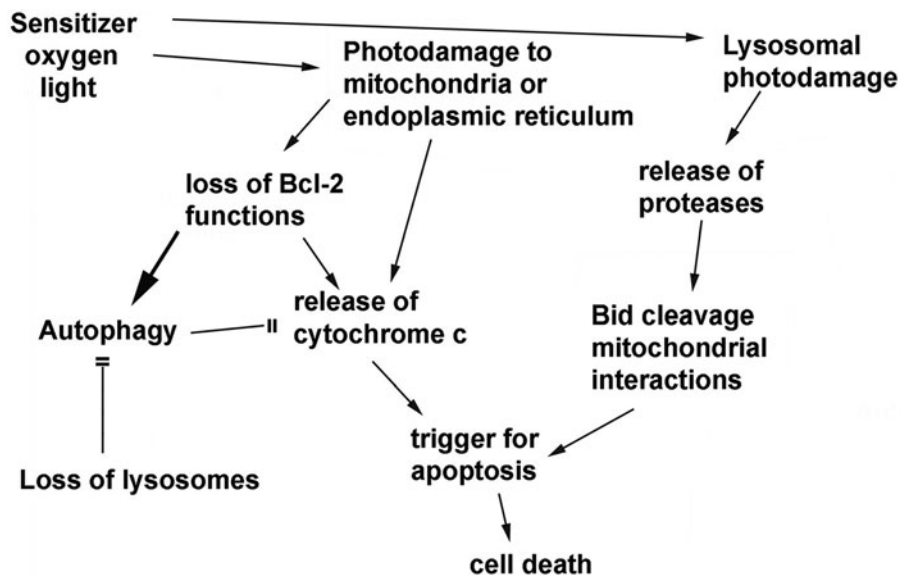 Sensitizer
oxygen
light
Photodamage to
mitochondria or
endoplasmic reticulum
Lysosomal
photodamage
loss of Bcl-2
functions
release of
proteases
Autophagy
release of
cytochrome c
Bid cleavage
mitochondrial
interactions
Loss of lysosomes
trigger for
apoptosis
cell death